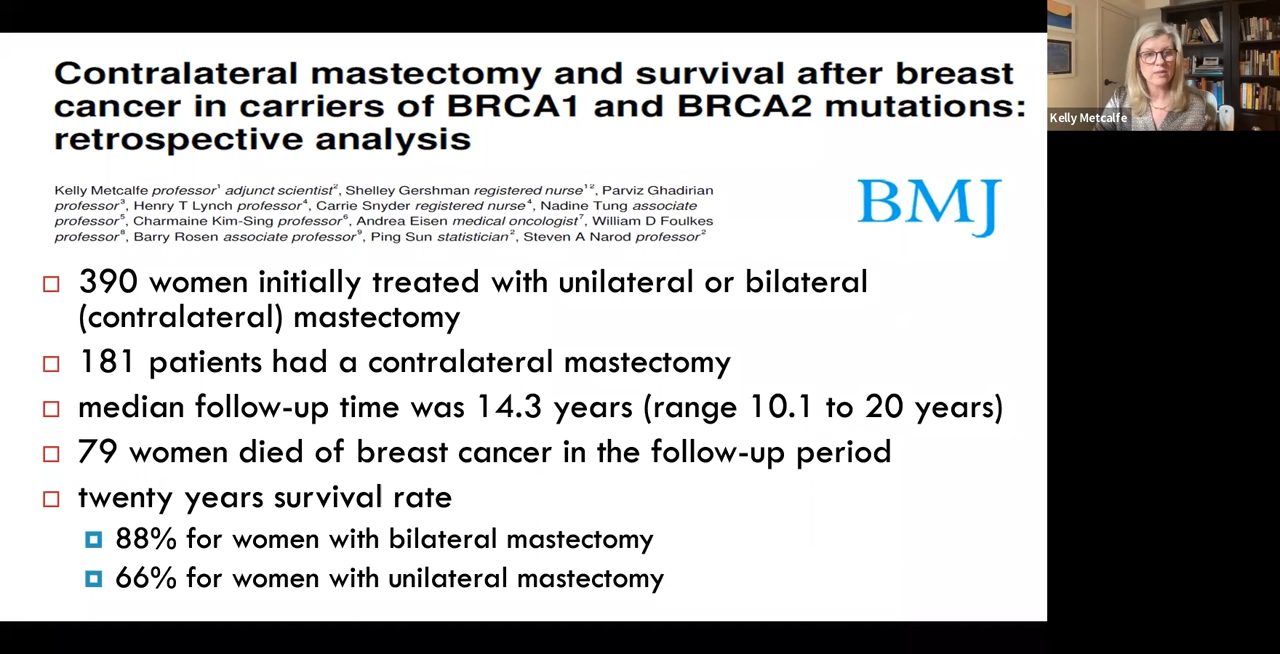 Contralateral mastectomy and survival after breast
cancer in carriers of BRCA1 and BRCA2 mutations:
retrospective analysis
Kelly Metcalfe professor¹ adjunct scientist², Shelley Gershman registered nurse¹², Parviz Ghadirian
professor³, Henry T Lynch professor⁴, Carrie Snyder registered nurse⁴, Nadine Tung associate
professor⁵, Charmaine Kim-Sing professor⁶, Andrea Eisen medical oncologist⁷, William D Foulkes
professor⁸, Barry Rosen associate professor⁹, Ping Sun statistician², Steven A Narod professor²
BMJ
390 women initially treated with unilateral or bilateral
(contralateral) mastectomy
181 patients had a contralateral mastectomy
median follow-up time was 14.3 years (range 10.1 to 20 years)
79 women died of breast cancer in the follow-up period
twenty years survival rate
88% for women with bilateral mastectomy
66% for women with unilateral mastectomy
Kelly Metcalfe